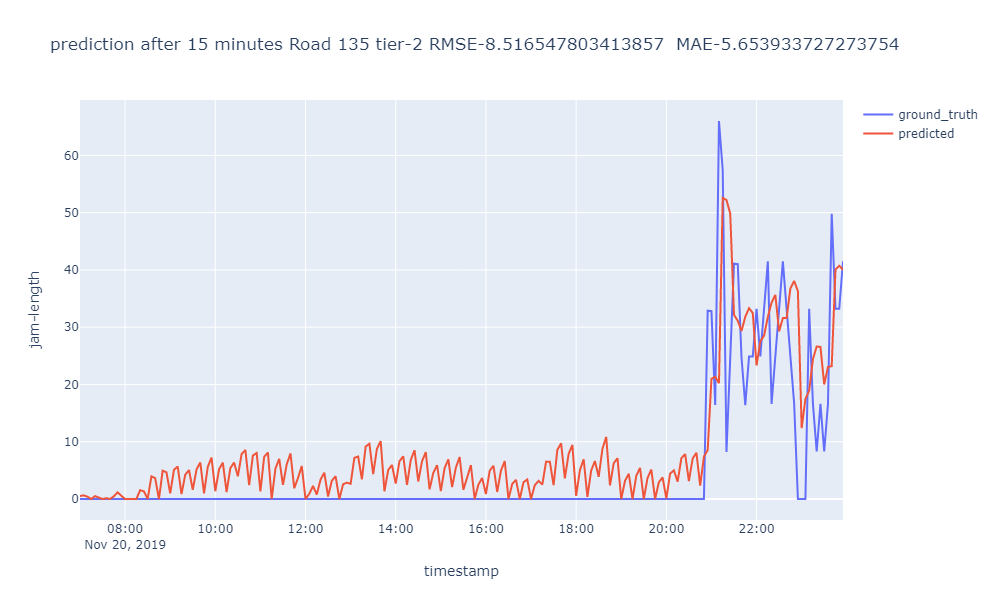 prediction after 15 minutes Road 135 tier-2 RMSE-8.516547803413857  MAE-5.653933727273754
ground_truth
predicted
jam-length
60
50
40
30
20
10
0
08:00 10:00 12:00 14:00 16:00 18:00 20:00 22:00
Nov 20, 2019
timestamp